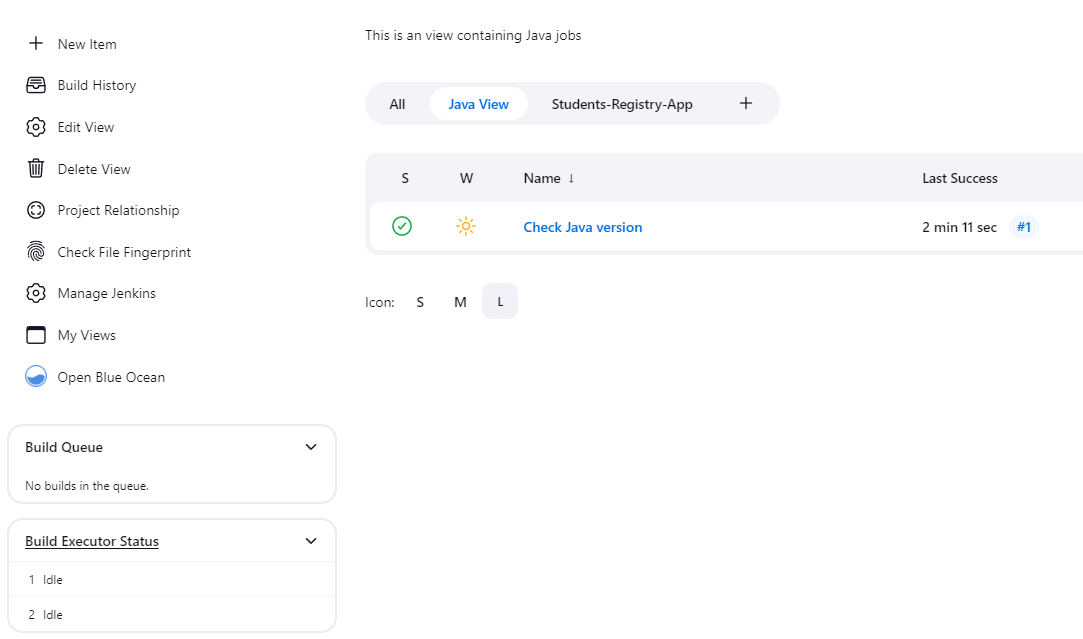 New Item
Build History
Edit View
Delete View
Project Relationship
Check File Fingerprint
Manage Jenkins
My Views
Open Blue Ocean
Build Queue
No builds in the queue.
Build Executor Status
1 Idle
2 Idle
This is an view containing Java jobs
All Java View Students-Registry-App +
S W Name ↓ Last Success
Check Java version 2 min 11 sec #1
Icon: S M L